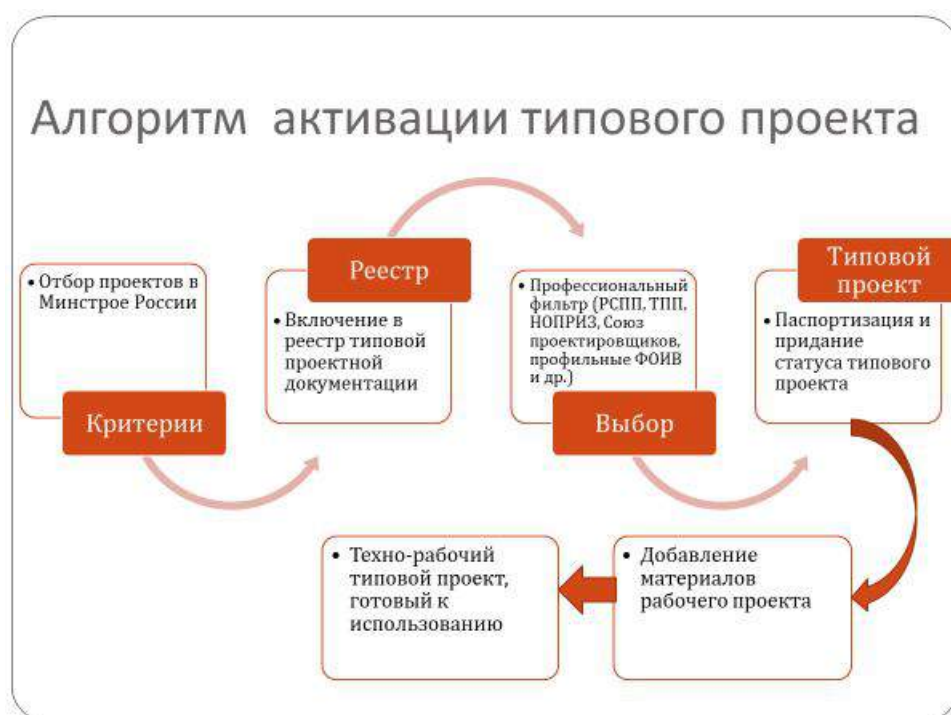 Алгоритм активации типового проекта
• Отбор проектов в
Минстрое России
Критерии
Реестр
• Включение в
реестр типовой
проектной
документации
• Профессиональный
фильтр (РСПП, ТПП,
НОПРИЗ, Союз
проектировщиков,
профильные ФОИВ
и др.)
Выбор
Типовой
проект
• Паспортизация и
придание
статуса типового
проекта
• Добавление
материалов
рабочего проекта
• Техно-рабочий
типовой проект,
готовый к
использованию